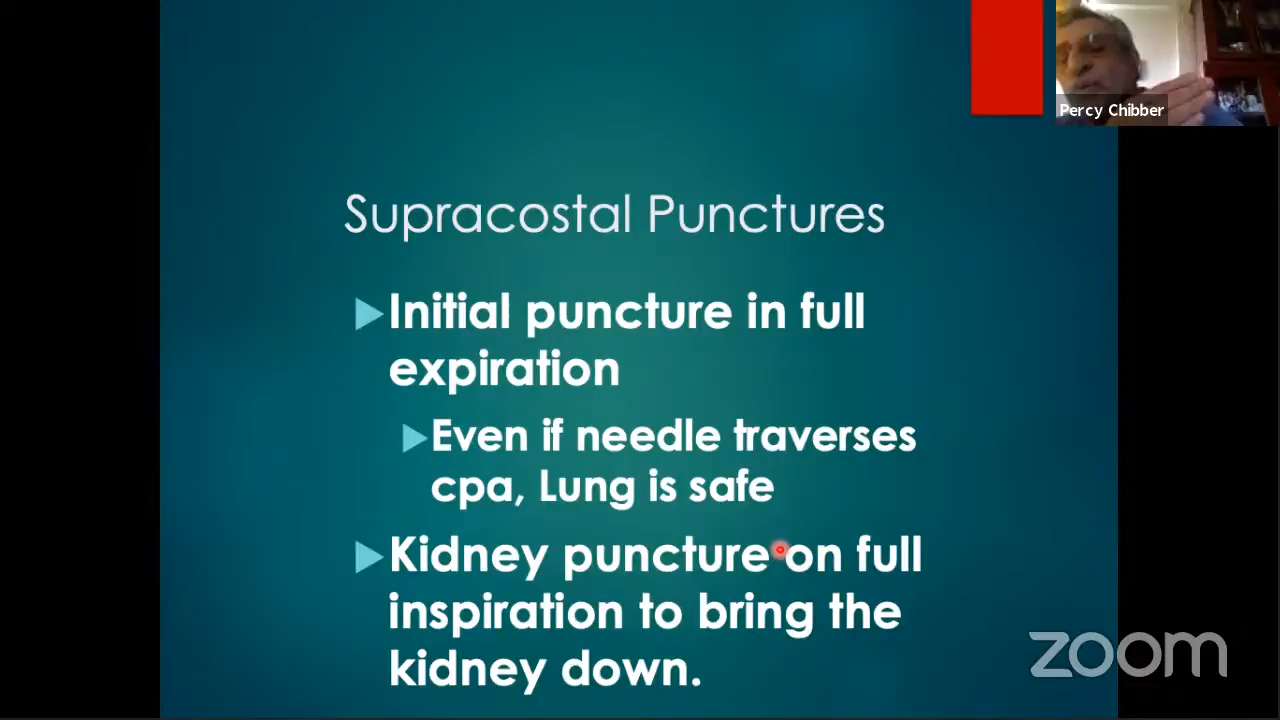 Percy Chibber
Supracostal Punctures
Initial puncture in full
expiration
Even if needle traverses
cpa, Lung is safe
Kidney puncture on full
inspiration to bring the
kidney down.
zoom